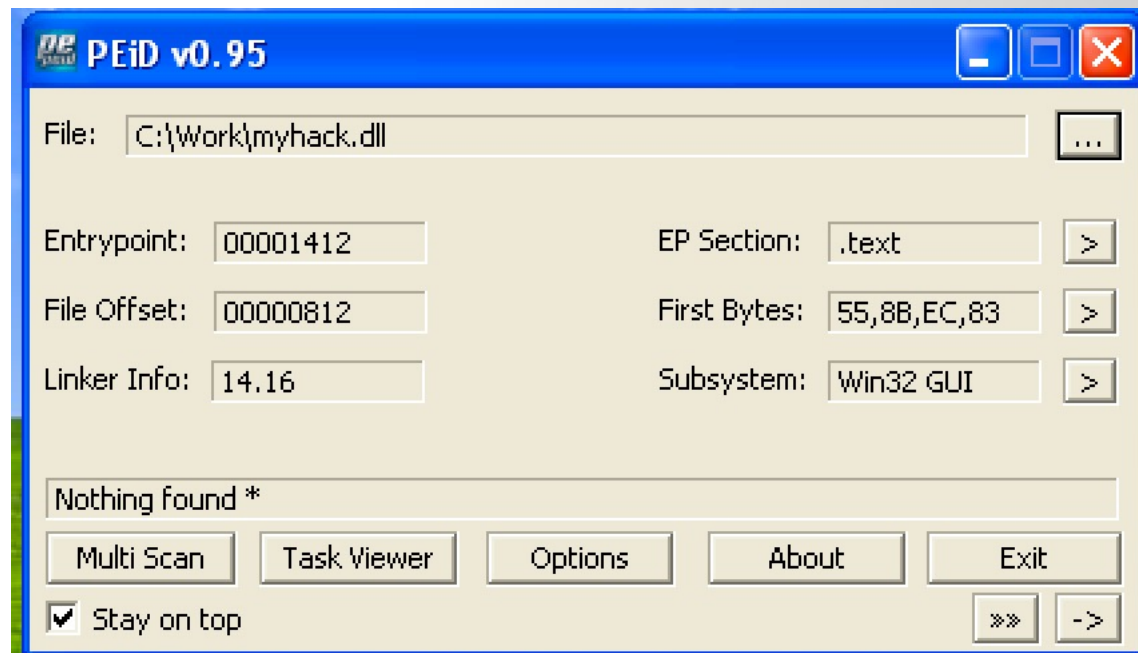 PEiD v0.95
File: C:\Work\myhack.dll ...
Entrypoint: 00001412 EP Section: .text >
File Offset: 00000812 First Bytes: 55,8B,EC,83 >
Linker Info: 14.16 Subsystem: Win32 GUI >
Nothing found *
Multi Scan Task Viewer Options About Exit
Stay on top »» ->